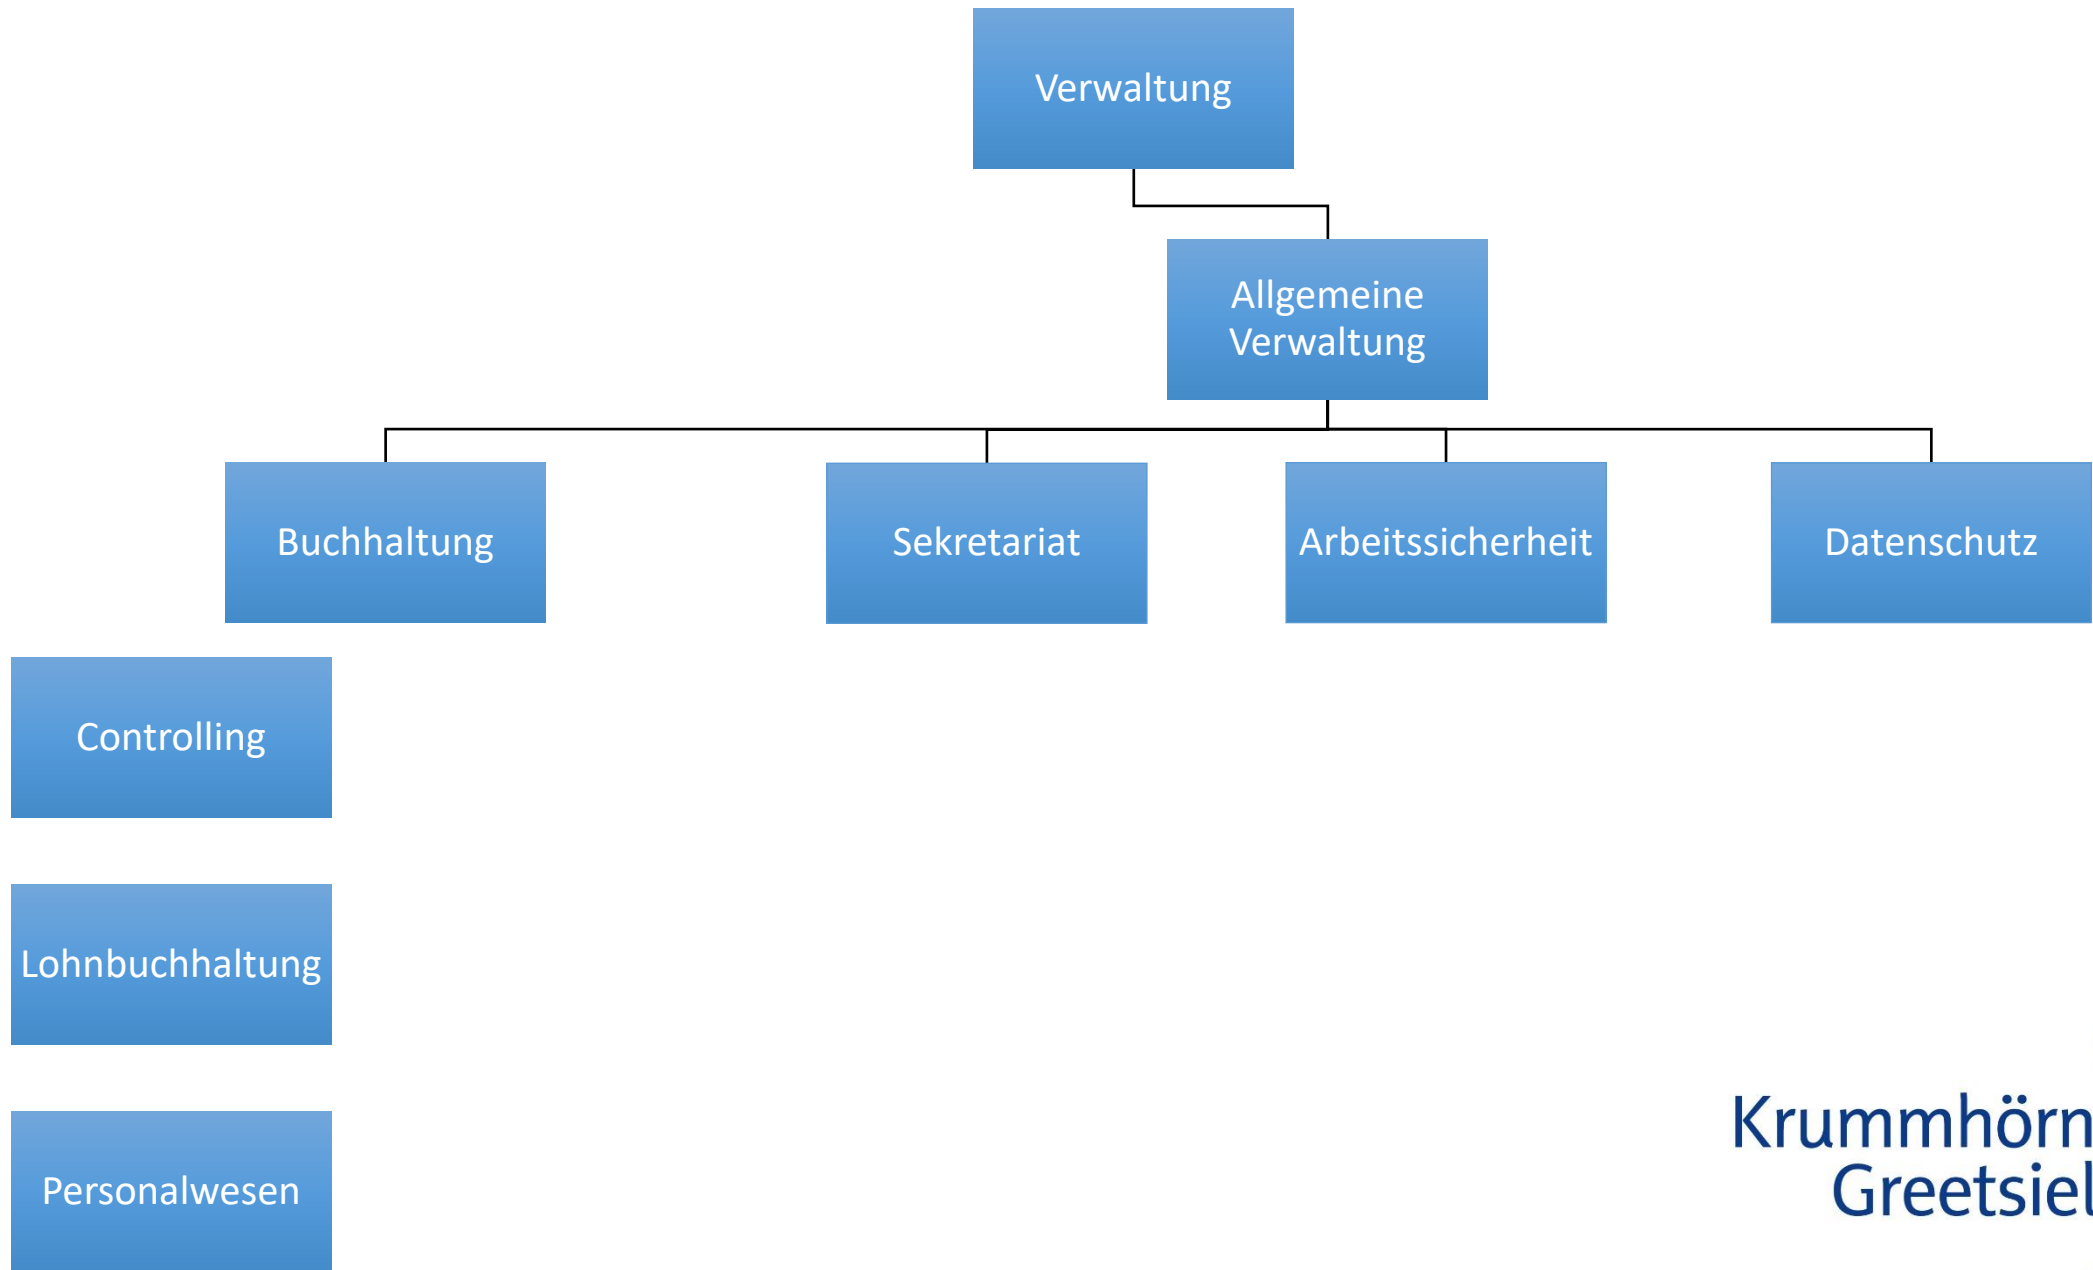 Verwaltung
Allgemeine
Verwaltung
Buchhaltung
Sekretariat
Arbeitssicherheit
Datenschutz
Controlling
Lohnbuchhaltung
Personalwesen
Krummhörn
Greetsiel